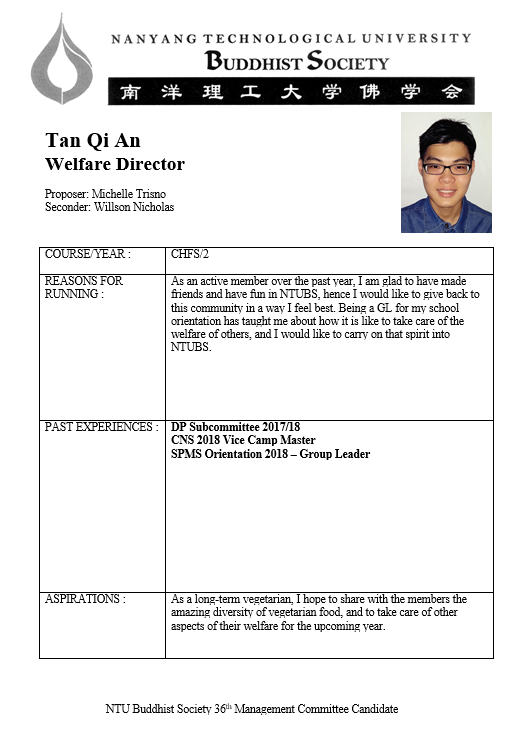 NANYANG TECHNOLOGICAL UNIVERSITY
BUDDHIST SOCIETY
南洋理工大学佛学会
Tan Qi An
Welfare Director
Proposer: Michelle Trisno
Seconder: Willson Nicholas
COURSE/YEAR :
CHFS/2
REASONS FOR
RUNNING :
As an active member over the past year, I am glad to have made
friends and have fun in NTUBS, hence I would like to give back to
this community in a way I feel best. Being a GL for my school
orientation has taught me about how it is like to take care of the
welfare of others, and I would like to carry on that spirit into
NTUBS.
PAST EXPERIENCES :
DP Subcommittee 2017/18
CNS 2018 Vice Camp Master
SPMS Orientation 2018 – Group Leader
ASPIRATIONS :
As a long-term vegetarian, I hope to share with the members the
amazing diversity of vegetarian food, and to take care of other
aspects of their welfare for the upcoming year.
NTU Buddhist Society 36th Management Committee Candidate